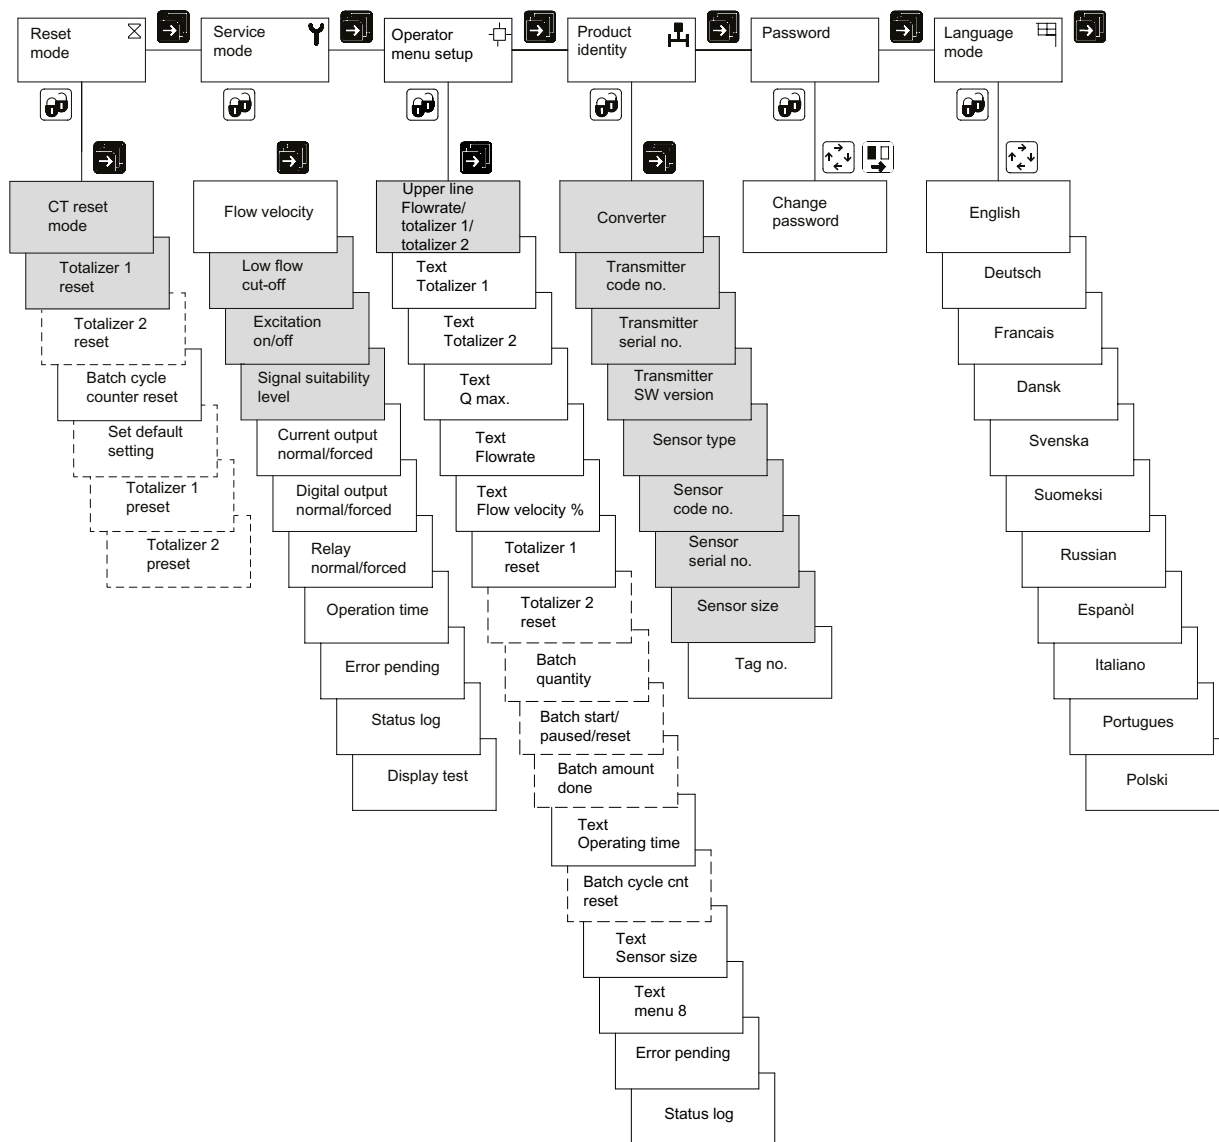 Reset
mode
Service
mode
Operator
menu setup
Product
identity
Password
Language
mode
CT reset
mode
Totalizer 1
reset
Totalizer 2
reset
Batch cycle
counter reset
Set default
setting
Totalizer 1
preset
Totalizer 2
preset
Flow velocity
Low flow
cut-off
Excitation
on/off
Signal suitability
level
Current output
normal/forced
Digital output
normal/forced
Relay
normal/forced
Operation time
Error pending
Status log
Display test
Upper line
Flowrate/
totalizer 1/
totalizer 2
Text
Totalizer 1
Text
Totalizer 2
Text
Q max.
Text
Flowrate
Text
Flow velocity %
Totalizer 1
reset
Totalizer 2
reset
Batch
quantity
Batch start/
paused/reset
Batch amount
done
Text
Operating time
Batch cycle cnt
reset
Text
Sensor size
Text
menu 8
Error pending
Status log
Converter
Transmitter
code no.
Transmitter
serial no.
Transmitter
SW version
Sensor type
Sensor
code no.
Sensor
serial no.
Sensor size
Tag no.
Change
password
English
Deutsch
Francais
Dansk
Svenska
Suomeksi
Russian
Espanòl
Italiano
Portugues
Polski